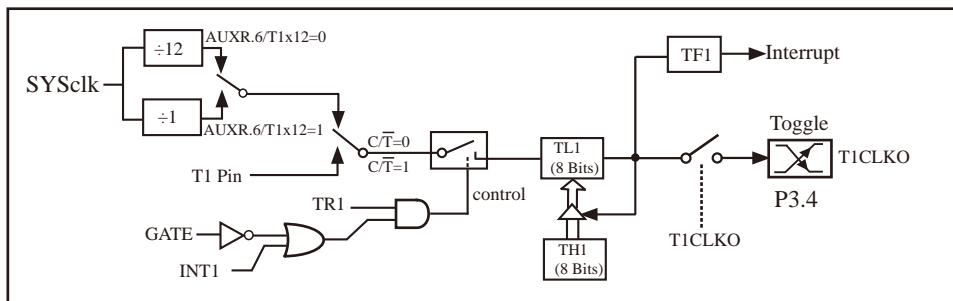 ÷12
AUXR.6/T1x12=0
SYSclk
÷1
AUXR.6/T1x12=1
T1 Pin
C/T̅=0
C/T̅=1
control
TR1
GATE
INT1
TL1
(8 Bits)
TH1
(8 Bits)
TF1
Interrupt
Toggle
T1CLKO
P3.4
T1CLKO